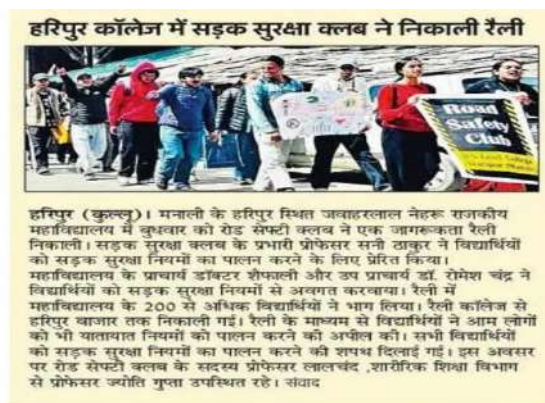 हरिपुर कॉलेज में सड़क सुरक्षा क्लब ने निकाली रैली
Road
Safety
Club
हरिपुर (कुल्लू)। मनाली के हरिपुर स्थित जवाहरलाल नेहरू राजकीय
महाविद्यालय में बुधवार को रोड सेफ्टी क्लब ने एक जागरूकता रैली
निकाली। सड़क सुरक्षा क्लब के प्रभारी प्रोफेसर सनी ठाकुर ने विद्यार्थियों
को सड़क सुरक्षा नियमों का पालन करने के लिए प्रेरित किया।
महाविद्यालय के प्राचार्य डॉक्टर शैफाली और उप प्राचार्य डॉ. रोमेश चंद्र ने
विद्यार्थियों को सड़क सुरक्षा नियमों से अवगत करवाया। रैली में
महाविद्यालय के 200 से अधिक विद्यार्थियों ने भाग लिया। रैली कॉलेज से
हरिपुर बाजार तक निकाली गई। रैली के माध्यम से विद्यार्थियों ने आम लोगों
को भी यातायात नियमों को पालन करने की अपील की। सभी विद्यार्थियों
को सड़क सुरक्षा नियमों का पालन करने की शपथ दिलाई गई। इस अवसर
पर रोड सेफ्टी क्लब के सदस्य प्रोफेसर लालचंद ,शारीरिक शिक्षा विभाग
से प्रोफेसर ज्योति गुप्ता उपस्थित रहे। संवाद